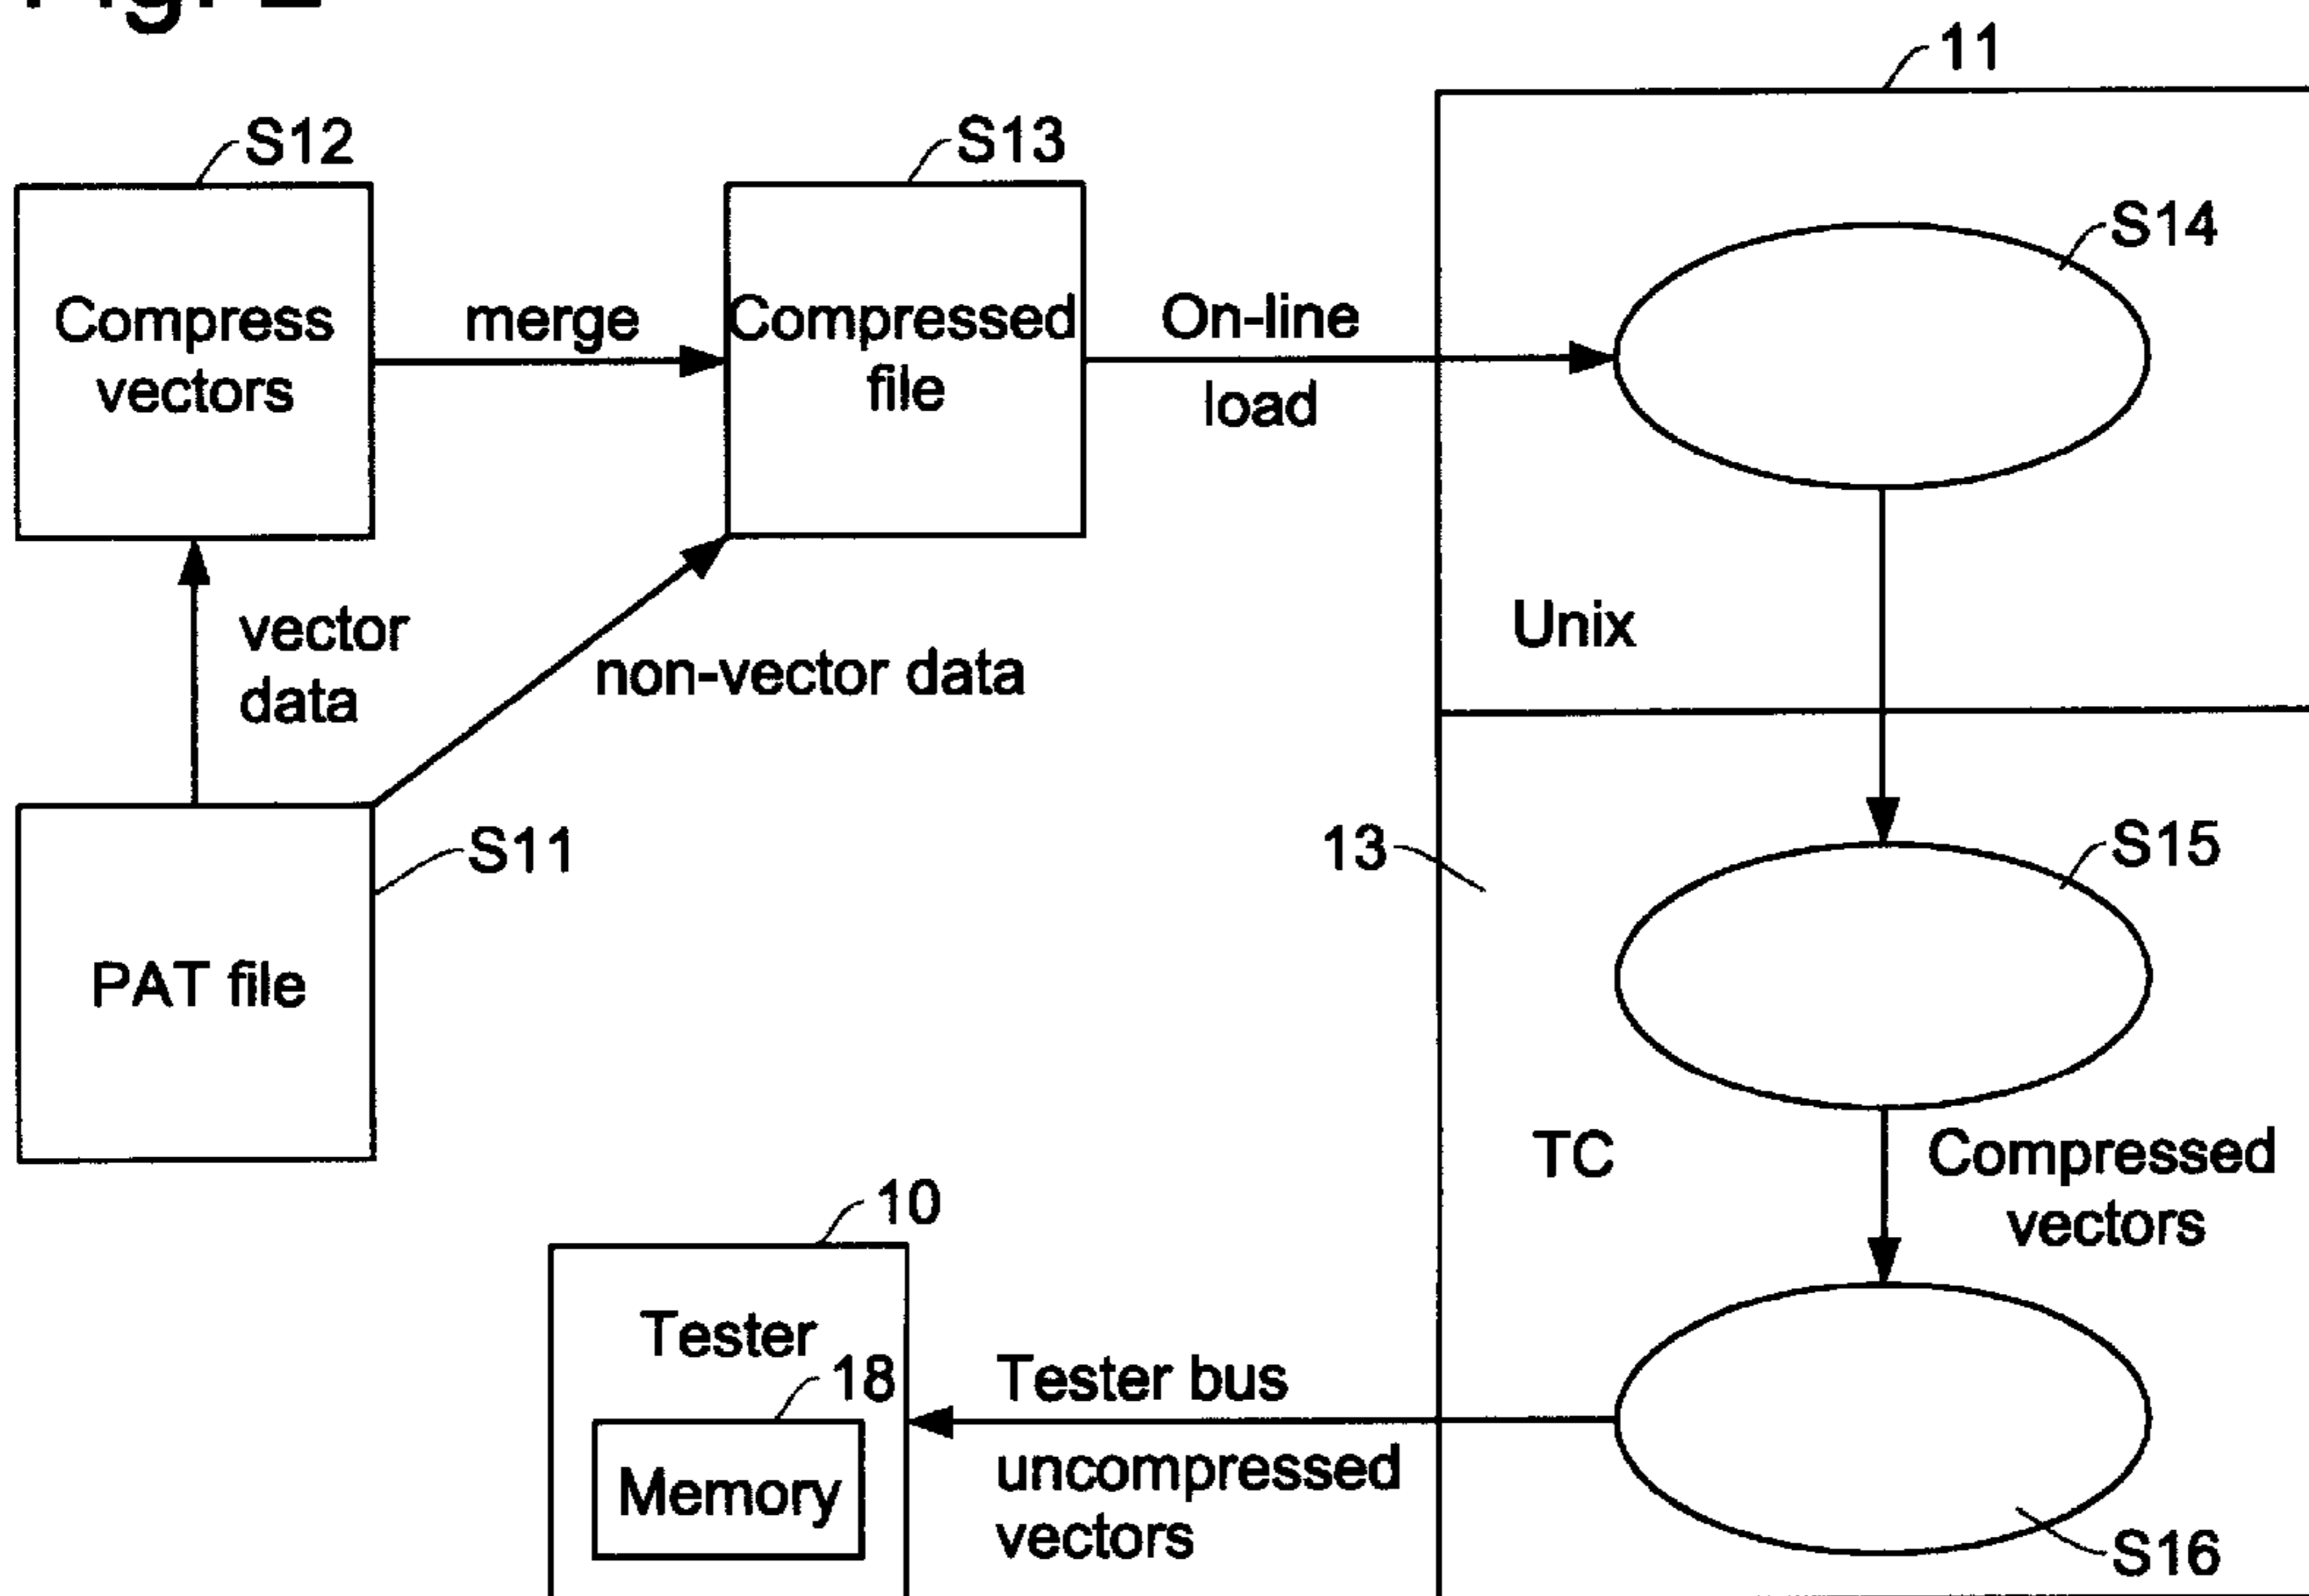 11
S12
S13
S14
Compress
vectors
merge
Compressed
file
On-line
load
Unix
vector
data
non-vector data
S11
PAT file
13
S15
TC
Compressed
vectors
10
Tester
18
Memory
Tester bus
uncompressed
vectors
S16